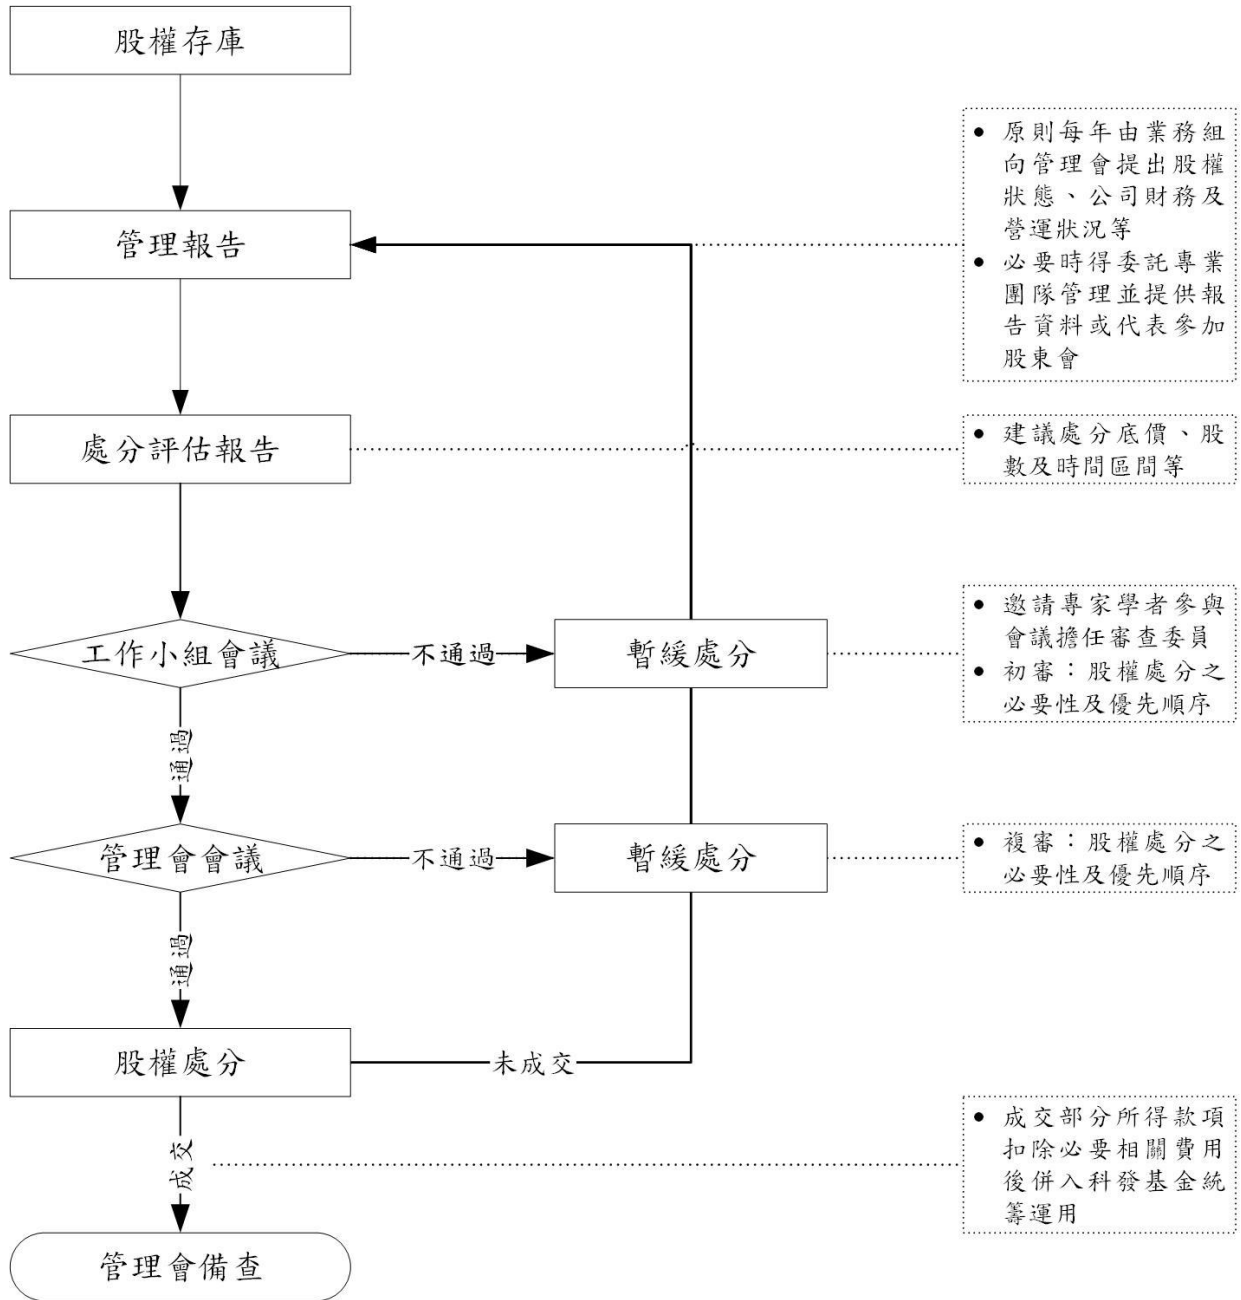 股權存庫
● 原則每年由業務組
向管理會提出股權
狀態、公司財務及
營運狀況等
● 必要時得委託專業
團隊管理並提供報
告資料或代表參加
股東會
管理報告
處分評估報告
● 建議處分底價、股
數及時間區間等
工作小組會議
不通過
暫緩處分
● 邀請專家學者參與
會議擔任審查委員
● 初審：股權處分之
必要性及優先順序
通過
管理會會議
不通過
暫緩處分
● 複審：股權處分之
必要性及優先順序
通過
股權處分
未成交
成交
● 成交部分所得款項
扣除必要相關費用
後併入科發基金統
籌運用
管理會備查